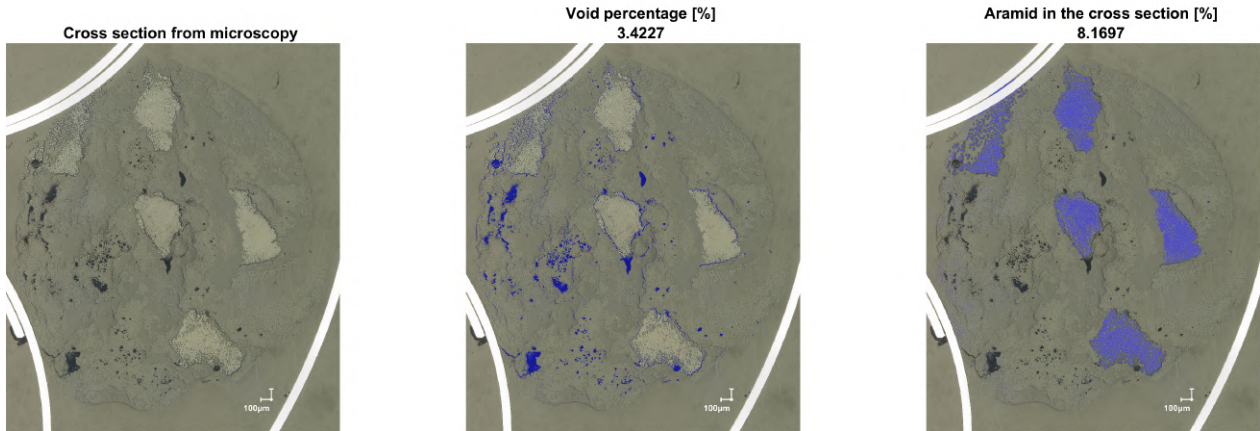 Cross section from microscopy
Void percentage [%]
3.4227
Aramid in the cross section [%]
8.1697
100µm
100µm
100µm